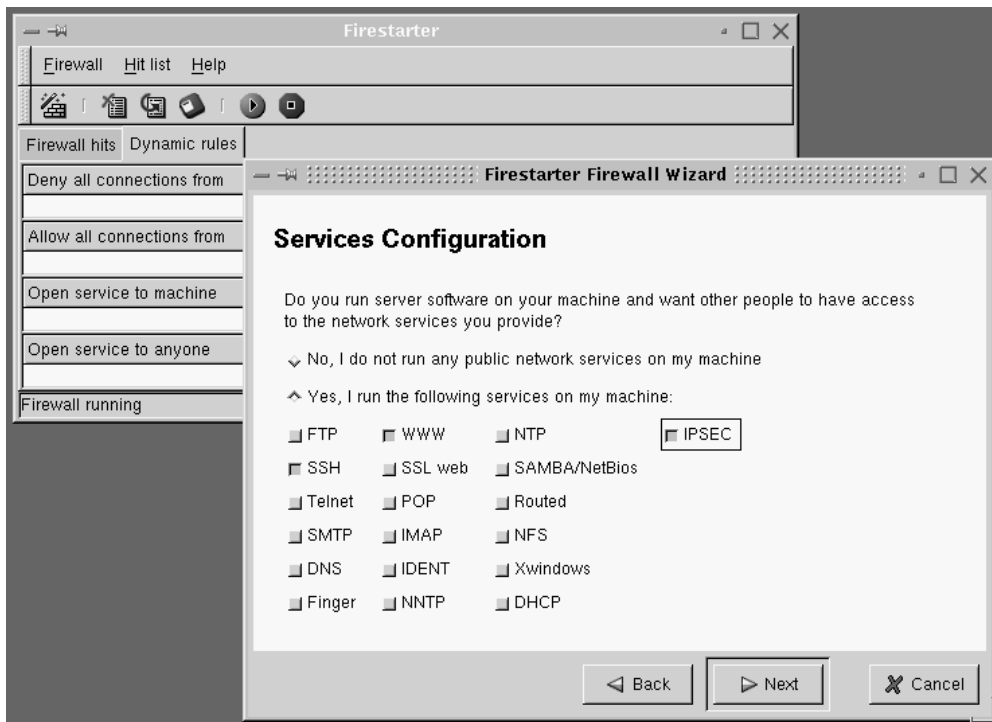 Firestarter
Firewall Hit list Help
Firewall hits Dynamic rules
Deny all connections from
Allow all connections from
Open service to machine
Open service to anyone
Firewall running
Firestarter Firewall Wizard
Services Configuration
Do you run server software on your machine and want other people to have access
to the network services you provide?
No, I do not run any public network services on my machine
Yes, I run the following services on my machine:
FTP WWW NTP IPSEC
SSH SSL web SAMBA/NetBios
Telnet POP Routed
SMTP IMAP NFS
DNS IDENT Xwindows
Finger NNTP DHCP
Back Next Cancel